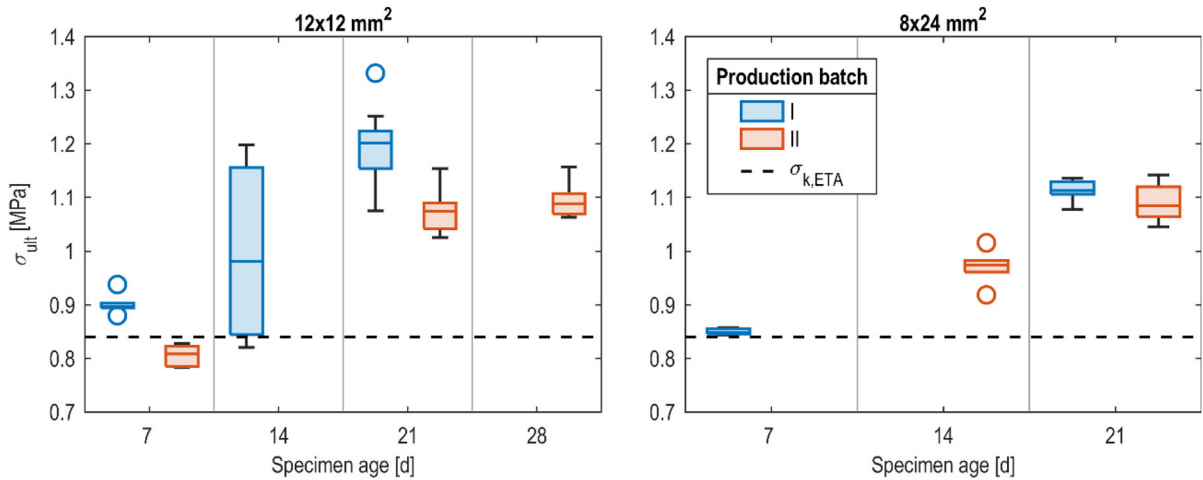 12x12 mm²
1.4
1.3
1.2
1.1
1
0.9
0.8
0.7
σult [MPa]
7 14 21 28
Specimen age [d]
8x24 mm²
1.4
1.3
1.2
1.1
1
0.9
0.8
0.7
Production batch
I
II
σk,ETA
7 14 21
Specimen age [d]